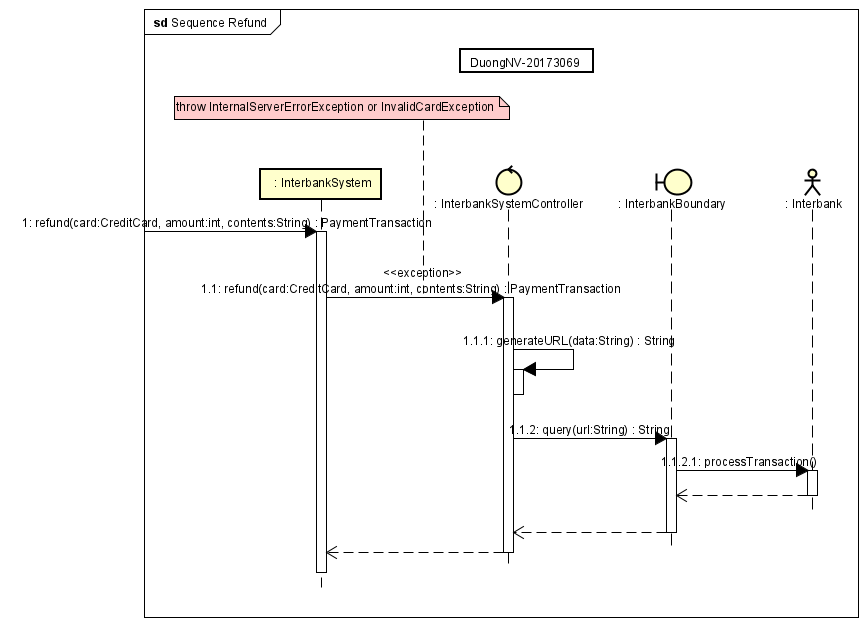 sd Sequence Refund
DuongNV-20173069
throw InternalServerErrorException or InvalidCardException
: InterbankSystem
: InterbankSystemController
: InterbankBoundary
: Interbank
1: refund(card:CreditCard, amount:int, contents:String) : PaymentTransaction
<<exception>>
1.1: refund(card:CreditCard, amount:int, contents:String) : PaymentTransaction
1.1.1: generateURL(data:String) : String
1.1.2: query(url:String) : String
1.1.2.1: processTransaction()